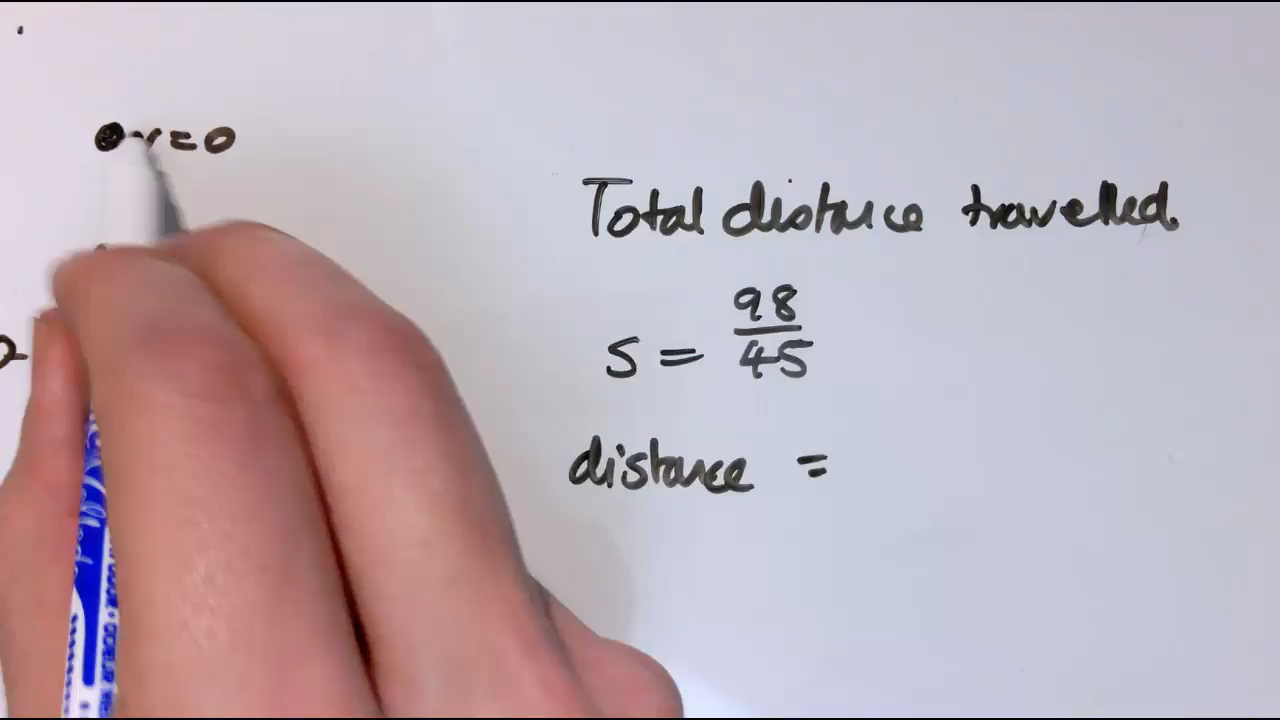 v=0
Total distance travelled.
s = 98/45
distance =